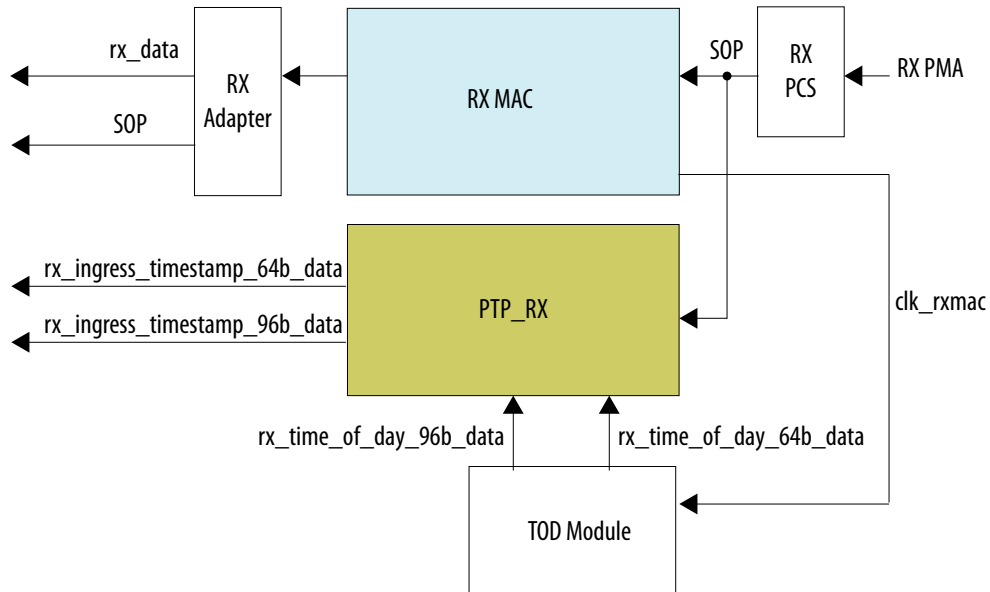 rx_data
SOP
RX
Adapter
RX MAC
SOP
RX
PCS
RX PMA
rx_ingress_timestamp_64b_data
rx_ingress_timestamp_96b_data
PTP_RX
clk_rxmac
rx_time_of_day_96b_data
rx_time_of_day_64b_data
TOD Module